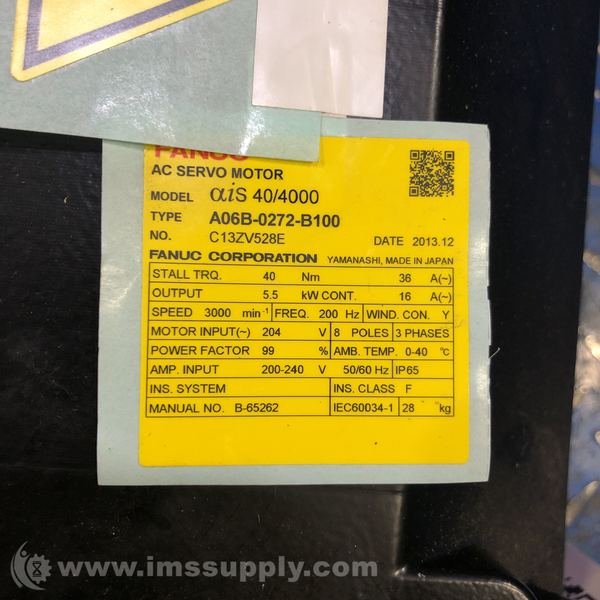 FANUC
AC SERVO MOTOR
MODEL αiS 40/4000
TYPE A06B-0272-B100
NO. C13ZV528E DATE 2013.12
FANUC CORPORATION YAMANASHI, MADE IN JAPAN
STALL TRQ. 40 Nm 36 A(~)
OUTPUT 5.5 kW CONT. 16 A(~)
SPEED 3000 min⁻¹ FREQ. 200 Hz WIND. CON. Y
MOTOR INPUT(~) 204 V 8 POLES 3 PHASES
POWER FACTOR 99 % AMB. TEMP. 0-40 ℃
AMP. INPUT 200-240 V 50/60 Hz IP65
INS. SYSTEM INS. CLASS F
MANUAL NO. B-65262 IEC60034-1 28 kg
www.imssupply.com